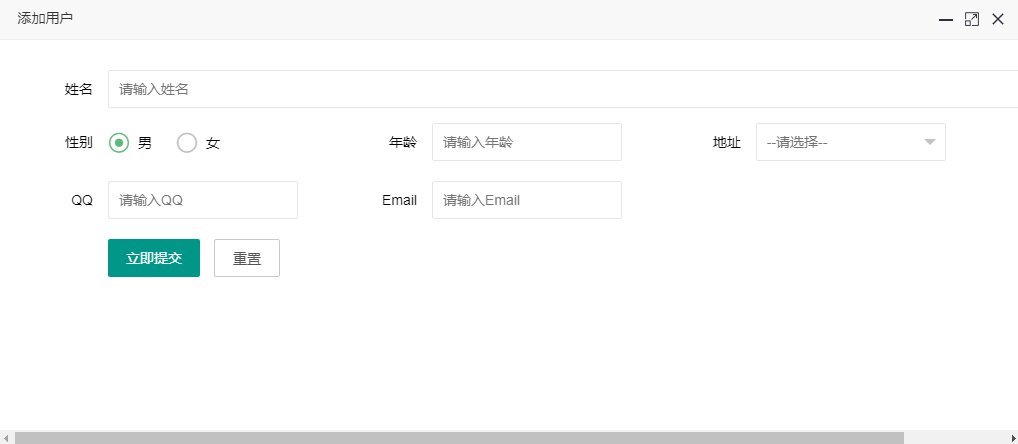 添加用户
姓名 请输入姓名
性别 男 女 年龄 请输入年龄 地址 --请选择--
QQ 请输入QQ Email 请输入Email
立即提交 重置